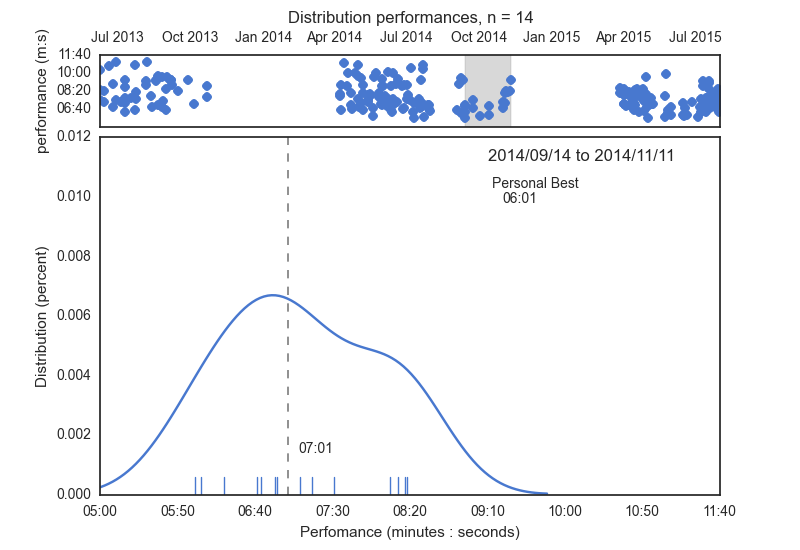 Distribution performances, n = 14
Jul 2013 Oct 2013 Jan 2014 Apr 2014 Jul 2014 Oct 2014 Jan 2015 Apr 2015 Jul 2015
performance (m:s)
11:40
10:00
08:20
06:40
Distribution (percent)
0.012
0.010
0.008
0.006
0.004
0.002
0.000
2014/09/14 to 2014/11/11
Personal Best
06:01
07:01
05:00 05:50 06:40 07:30 08:20 09:10 10:00 10:50 11:40
Perfomance (minutes : seconds)